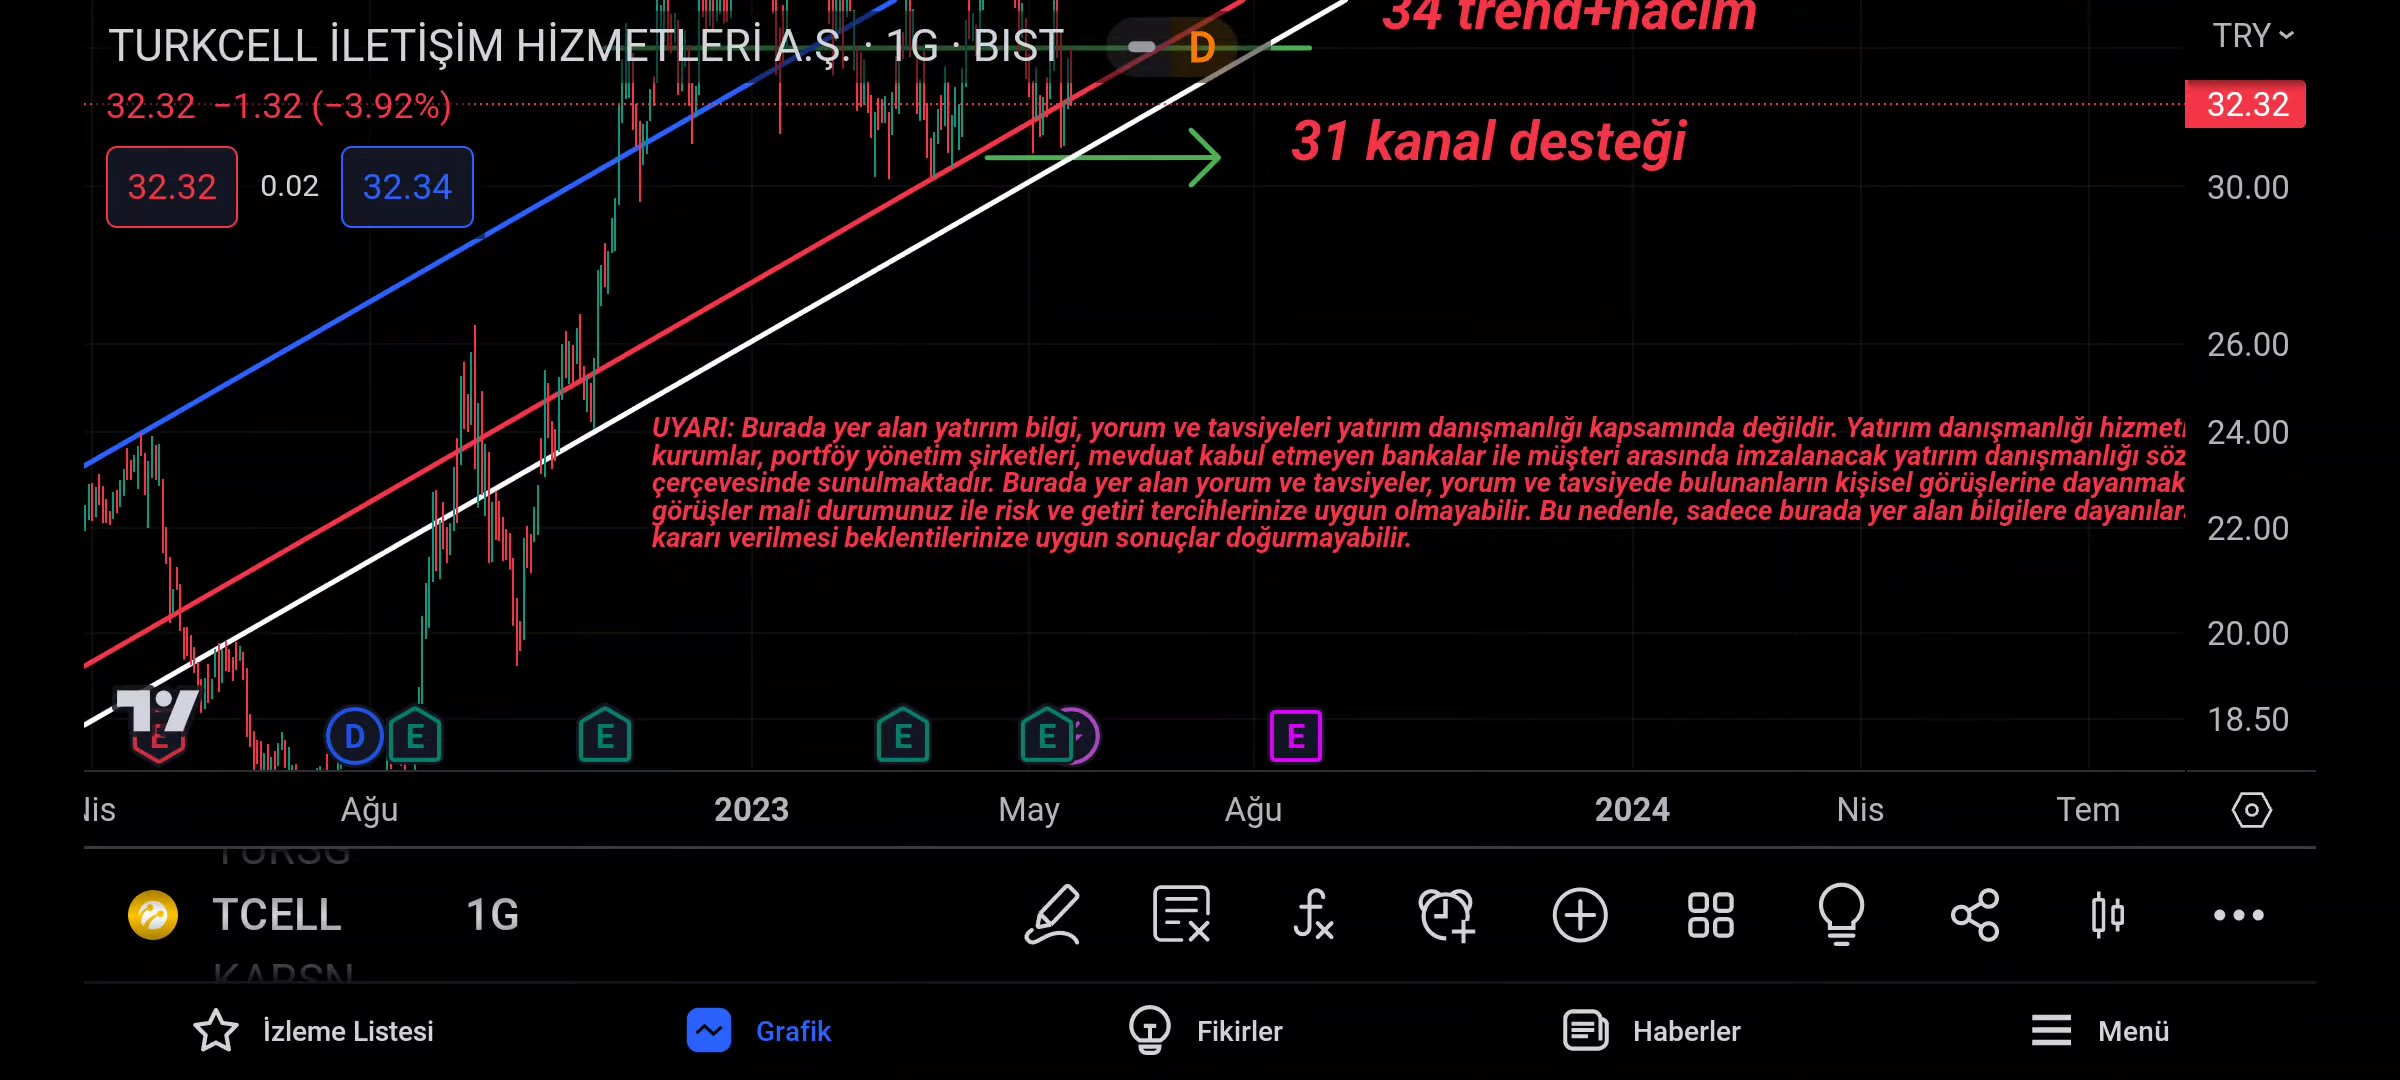 34 trend+hacim
TURKCELL İLETİŞİM HİZMETLERİ A.Ş. · 1G · BIST
D
TRY
32.32 −1.32 (−3.92%)
32.32
31 kanal desteği
32.32 0.02 32.34
30.00
26.00
24.00
22.00
20.00
18.50
UYARI: Burada yer alan yatırım bilgi, yorum ve tavsiyeleri yatırım danışmanlığı kapsamında değildir. Yatırım danışmanlığı hizmeti
kurumlar, portföy yönetim şirketleri, mevduat kabul etmeyen bankalar ile müşteri arasında imzalanacak yatırım danışmanlığı söz
çerçevesinde sunulmaktadır. Burada yer alan yorum ve tavsiyeler, yorum ve tavsiyede bulunanların kişisel görüşlerine dayanmak
görüşler mali durumunuz ile risk ve getiri tercihlerinize uygun olmayabilir. Bu nedenle, sadece burada yer alan bilgilere dayanılar
kararı verilmesi beklentilerinize uygun sonuçlar doğurmayabilir.
E D E E E E E
Nis Ağu 2023 May Ağu 2024 Nis Tem
TURSG
TCELL 1G
KARSN
İzleme Listesi Grafik Fikirler Haberler Menü